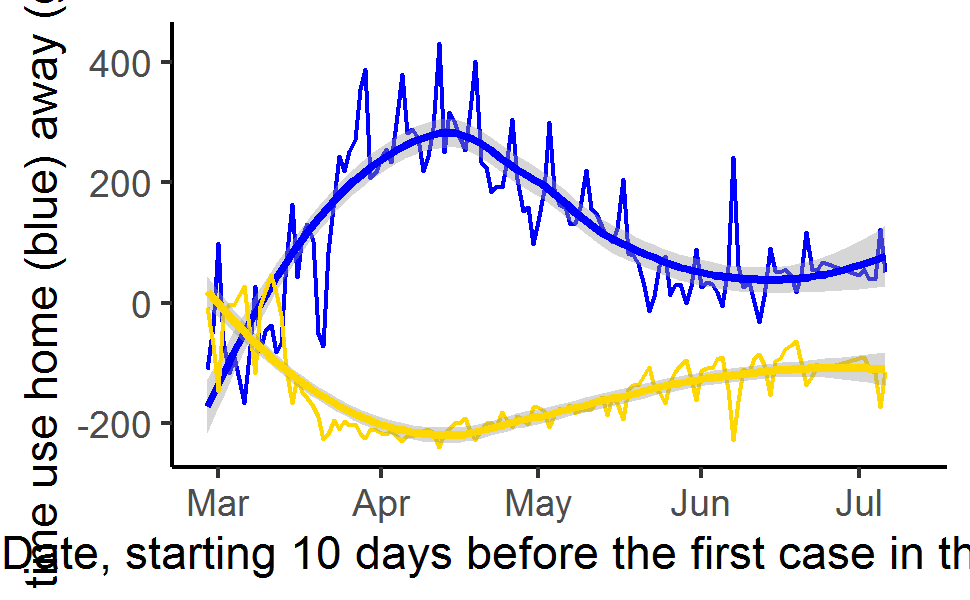 time use home (blue) away (
400
200
0
-200
Mar Apr May Jun Jul
Date, starting 10 days before the first case in th